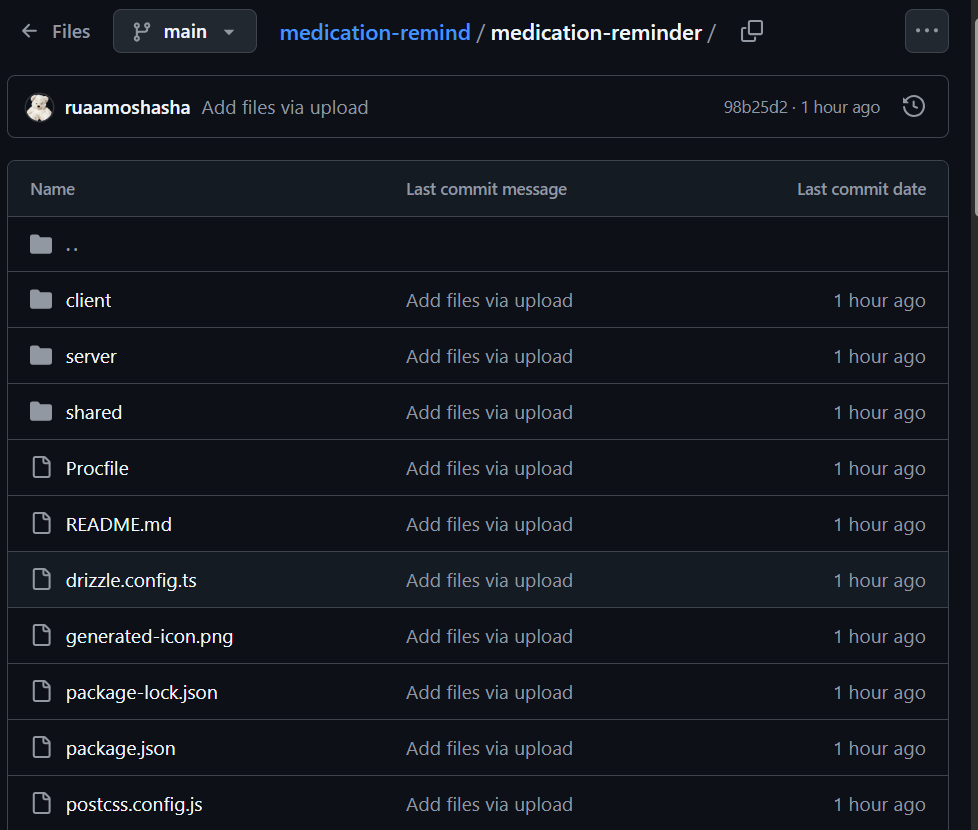 Files main medication-remind / medication-reminder /
ruaamoshasha Add files via upload 98b25d2 · 1 hour ago
Name Last commit message Last commit date
..
client Add files via upload 1 hour ago
server Add files via upload 1 hour ago
shared Add files via upload 1 hour ago
Procfile Add files via upload 1 hour ago
README.md Add files via upload 1 hour ago
drizzle.config.ts Add files via upload 1 hour ago
generated-icon.png Add files via upload 1 hour ago
package-lock.json Add files via upload 1 hour ago
package.json Add files via upload 1 hour ago
postcss.config.js Add files via upload 1 hour ago